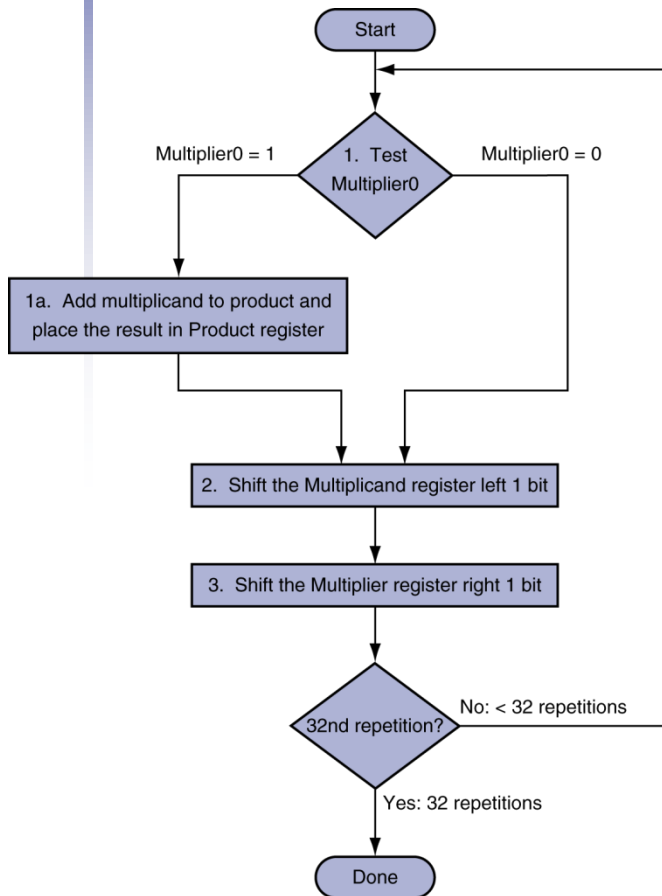 Start
Multiplier0 = 1
1. Test
Multiplier0
Multiplier0 = 0
1a. Add multiplicand to product and
place the result in Product register
2. Shift the Multiplicand register left 1 bit
3. Shift the Multiplier register right 1 bit
32nd repetition?
No: < 32 repetitions
Yes: 32 repetitions
Done